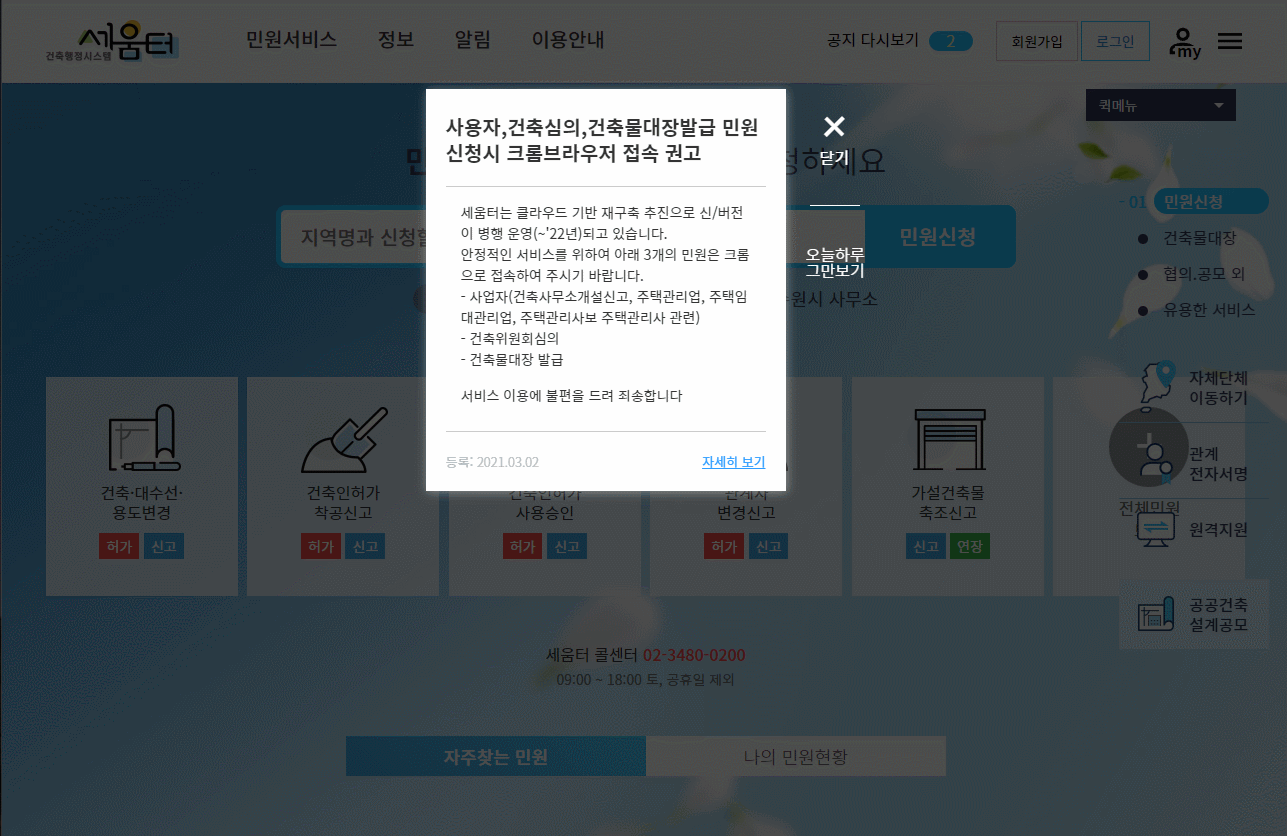 세움터
건축행정시스템
민원서비스 정보 알림 이용안내
공지 다시보기 2
회원가입 로그인 my
퀵메뉴
사용자,건축심의,건축물대장발급 민원
신청시 크롬브라우저 접속 권고
세움터는 클라우드 기반 재구축 추진으로 신/버전
이 병행 운영(~'22년)되고 있습니다.
안정적인 서비스를 위하여 아래 3개의 민원은 크롬
으로 접속하여 주시기 바랍니다.
- 사업자(건축사무소개설신고, 주택관리업, 주택임
대관리업, 주택관리사보 주택관리사 관련)
- 건축위원회심의
- 건축물대장 발급
서비스 이용에 불편을 드려 죄송합니다
등록: 2021.03.02 자세히 보기
닫기
오늘하루
그만보기
지역명과 신청할
민원신청
사무소
- 01 민원신청
건축물대장
협의.공모 외
유용한 서비스
자체단체
이동하기
관계
전자서명
전체민원
원격지원
공공건축
설계공모
건축·대수선·
용도변경
허가 신고
건축인허가
착공신고
허가 신고
건축인허가
사용승인
허가 신고
관계자
변경신고
허가 신고
가설건축물
축조신고
신고 연장
세움터 콜센터 02-3480-0200
09:00 ~ 18:00 토, 공휴일 제외
자주찾는 민원 나의 민원현황